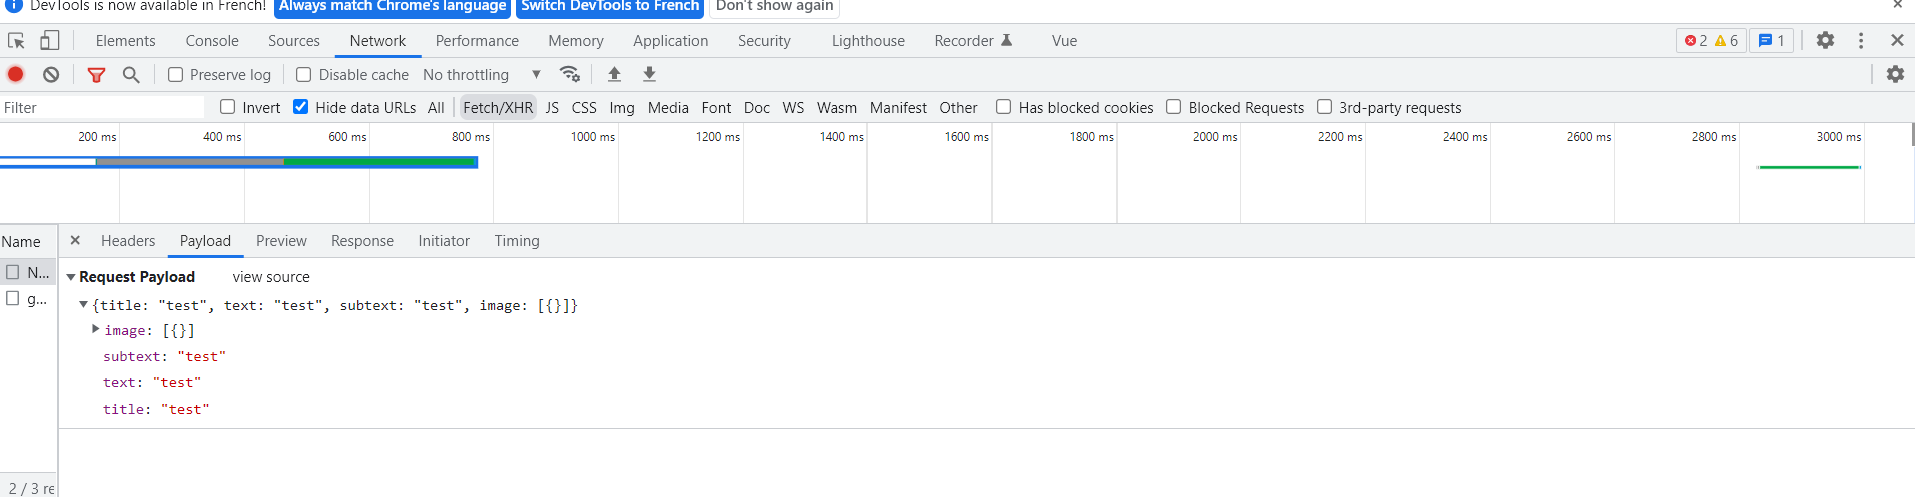 DevTools is now available in French! Always match Chrome's language Switch DevTools to French Don't show again
Elements Console Sources Network Performance Memory Application Security Lighthouse Recorder Vue 2 6 1
Preserve log Disable cache No throttling
Filter Invert Hide data URLs All Fetch/XHR JS CSS Img Media Font Doc WS Wasm Manifest Other Has blocked cookies Blocked Requests 3rd-party requests
200 ms 400 ms 600 ms 800 ms 1000 ms 1200 ms 1400 ms 1600 ms 1800 ms 2000 ms 2200 ms 2400 ms 2600 ms 2800 ms 3000 ms
Name Headers Payload Preview Response Initiator Timing
N... Request Payload view source
g... {title: "test", text: "test", subtext: "test", image: [{}]}
image: [{}]
subtext: "test"
text: "test"
title: "test"
2 / 3 re